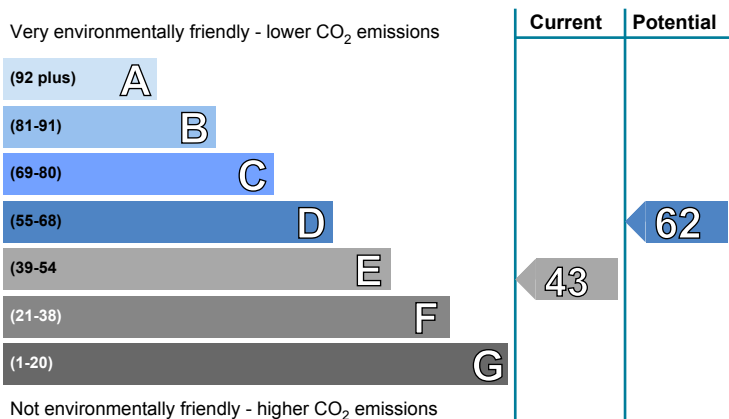 Current Potential
Very environmentally friendly - lower CO2 emissions
(92 plus) A
(81-91) B
(69-80) C
(55-68) D
62
(39-54 E
43
(21-38) F
(1-20) G
Not environmentally friendly - higher CO2 emissions